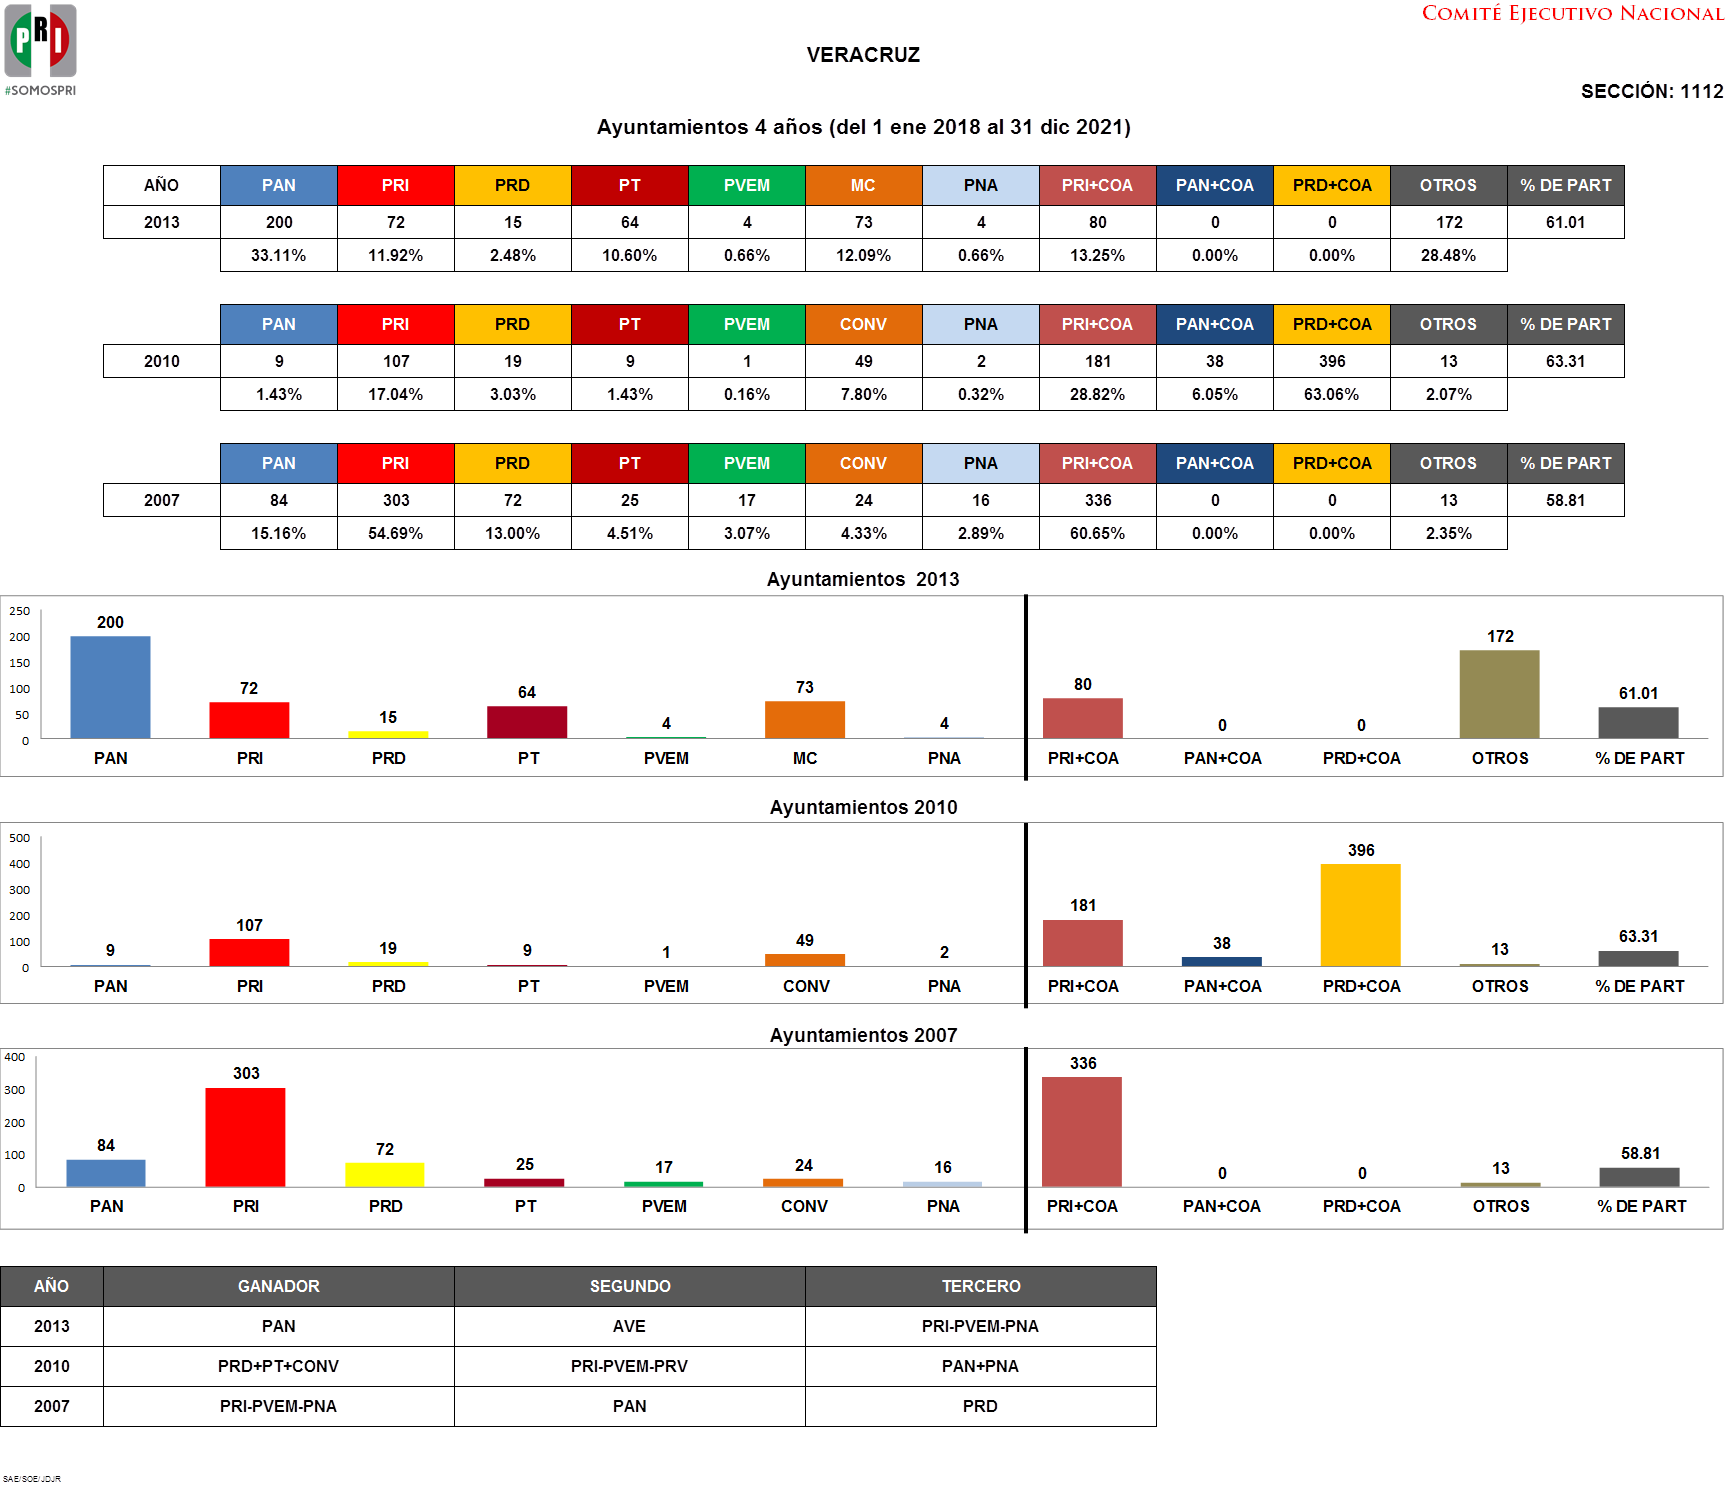 PRI
#SOMOSPRI
COMITÉ EJECUTIVO NACIONAL
VERACRUZ
SECCIÓN: 1112
Ayuntamientos 4 años (del 1 ene 2018 al 31 dic 2021)
AÑO PAN PRI PRD PT PVEM MC PNA PRI+COA PAN+COA PRD+COA OTROS % DE PART
2013 200 72 15 64 4 73 4 80 0 0 172 61.01
33.11% 11.92% 2.48% 10.60% 0.66% 12.09% 0.66% 13.25% 0.00% 0.00% 28.48%
PAN PRI PRD PT PVEM CONV PNA PRI+COA PAN+COA PRD+COA OTROS % DE PART
2010 9 107 19 9 1 49 2 181 38 396 13 63.31
1.43% 17.04% 3.03% 1.43% 0.16% 7.80% 0.32% 28.82% 6.05% 63.06% 2.07%
PAN PRI PRD PT PVEM CONV PNA PRI+COA PAN+COA PRD+COA OTROS % DE PART
2007 84 303 72 25 17 24 16 336 0 0 13 58.81
15.16% 54.69% 13.00% 4.51% 3.07% 4.33% 2.89% 60.65% 0.00% 0.00% 2.35%
Ayuntamientos 2013
250
200
150
100
50
0
200 72 15 64 4 73 4 80 0 0 172 61.01
PAN PRI PRD PT PVEM MC PNA PRI+COA PAN+COA PRD+COA OTROS % DE PART
Ayuntamientos 2010
500
400
300
200
100
0
9 107 19 9 1 49 2 181 38 396 13 63.31
PAN PRI PRD PT PVEM CONV PNA PRI+COA PAN+COA PRD+COA OTROS % DE PART
Ayuntamientos 2007
400
300
200
100
0
84 303 72 25 17 24 16 336 0 0 13 58.81
PAN PRI PRD PT PVEM CONV PNA PRI+COA PAN+COA PRD+COA OTROS % DE PART
AÑO GANADOR SEGUNDO TERCERO
2013 PAN AVE PRI-PVEM-PNA
2010 PRD+PT+CONV PRI-PVEM-PRV PAN+PNA
2007 PRI-PVEM-PNA PAN PRD
SAE/SOE/JDJR